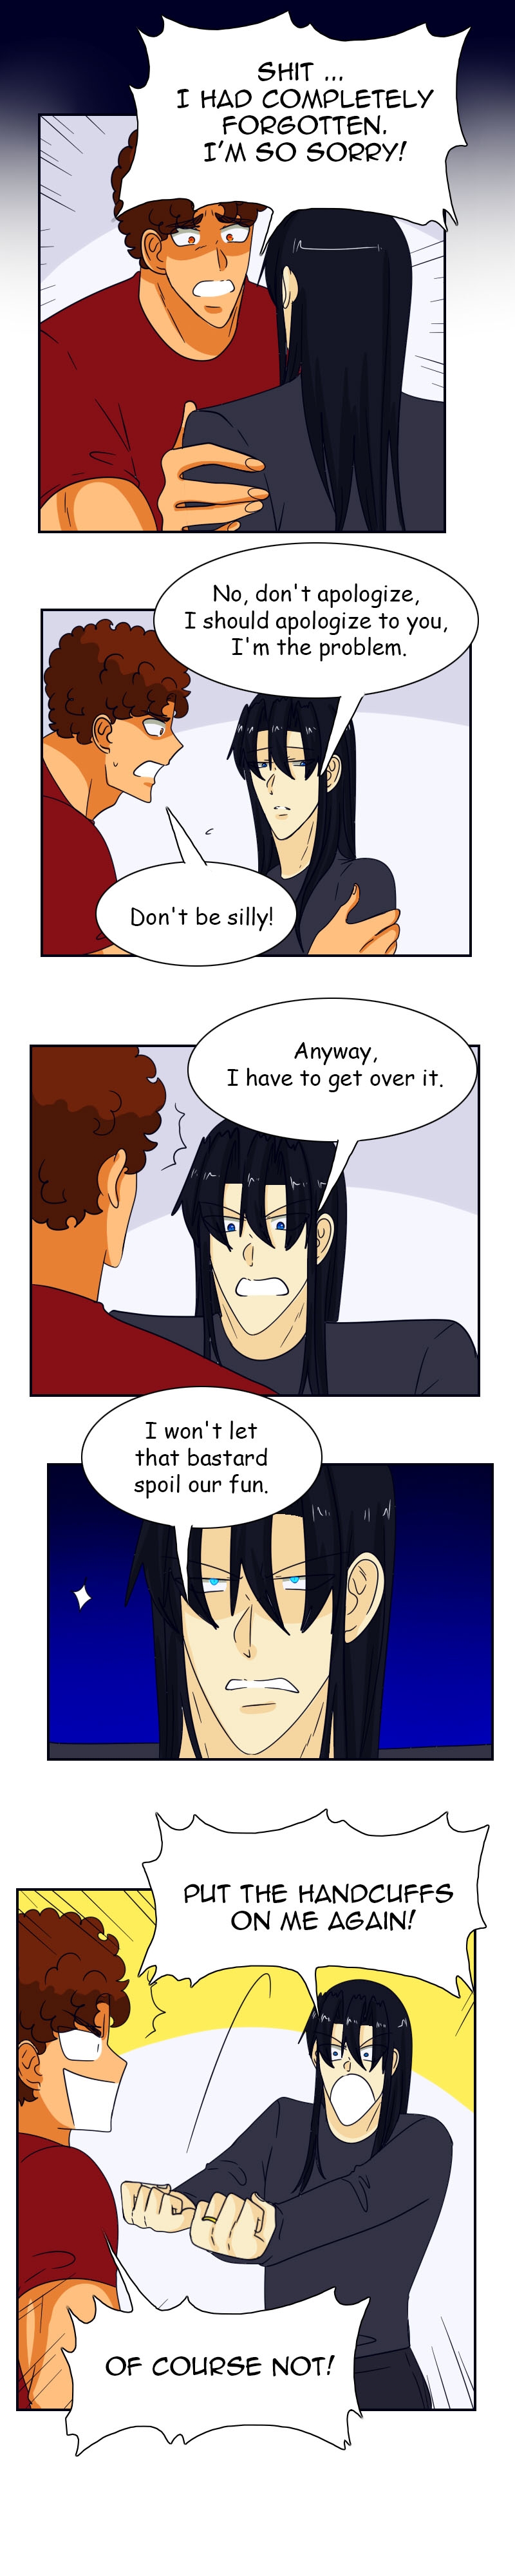 SHIT ...
I HAD COMPLETELY
FORGOTTEN.
I'M SO SORRY!
No, don't apologize,
I should apologize to you,
I'm the problem.
Don't be silly!
Anyway,
I have to get over it.
I won't let
that bastard
spoil our fun.
PUT THE HANDCUFFS
ON ME AGAIN!
OF COURSE NOT!